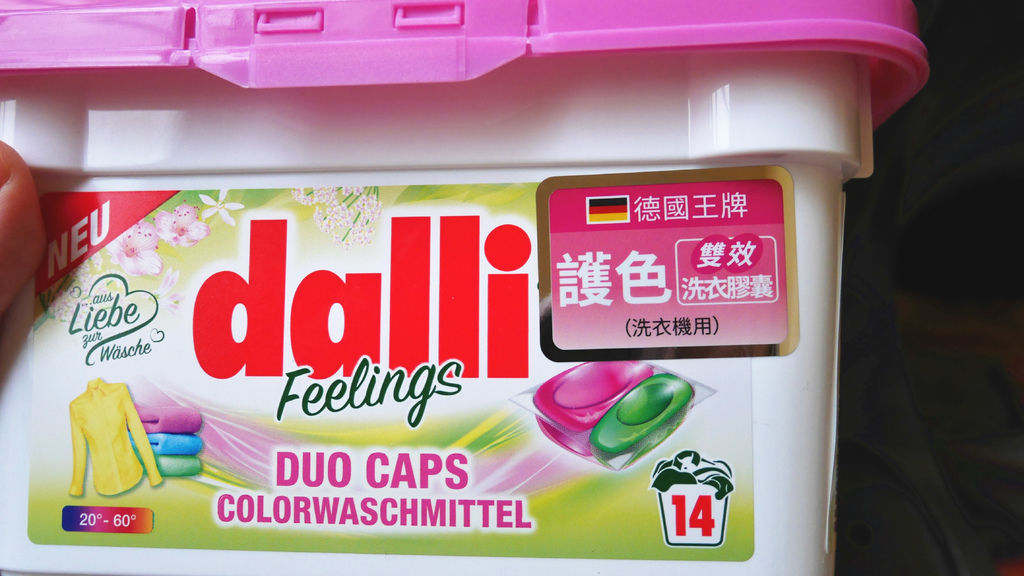 NEU
...aus
Liebe
zur
Wäsche
dalli
Feelings
DUO CAPS
COLORWASCHMITTEL
20°- 60°
14
德國王牌
護色
雙效
洗衣膠囊
(洗衣機用)